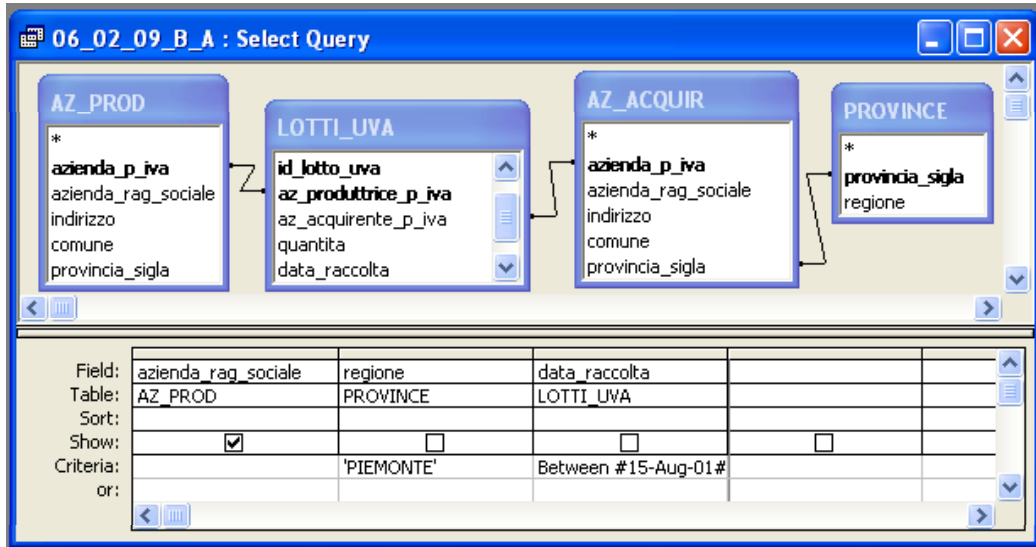 06_02_09_B_A : Select Query
AZ_PROD
*
azienda_p_iva
azienda_rag_sociale
indirizzo
comune
provincia_sigla
LOTTI_UVA
id_lotto_uva
az_produttrice_p_iva
az_acquirente_p_iva
quantita
data_raccolta
AZ_ACQUIR
*
azienda_p_iva
azienda_rag_sociale
indirizzo
comune
provincia_sigla
PROVINCE
*
provincia_sigla
regione
Field: azienda_rag_sociale regione data_raccolta
Table: AZ_PROD PROVINCE LOTTI_UVA
Sort:
Show:
Criteria: 'PIEMONTE' Between #15-Aug-01#
or: